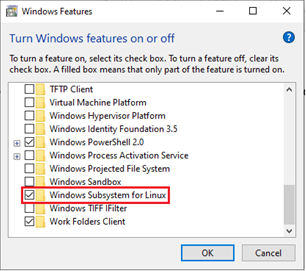 Windows Features
Turn Windows features on or off
To turn a feature on, select its check box. To turn a feature off, clear its
check box. A filled box means that only part of the feature is turned on.
TFTP Client
Virtual Machine Platform
Windows Hypervisor Platform
Windows Identity Foundation 3.5
Windows PowerShell 2.0
Windows Process Activation Service
Windows Projected File System
Windows Sandbox
Windows Subsystem for Linux
Windows TIFF IFilter
Work Folders Client
OK
Cancel